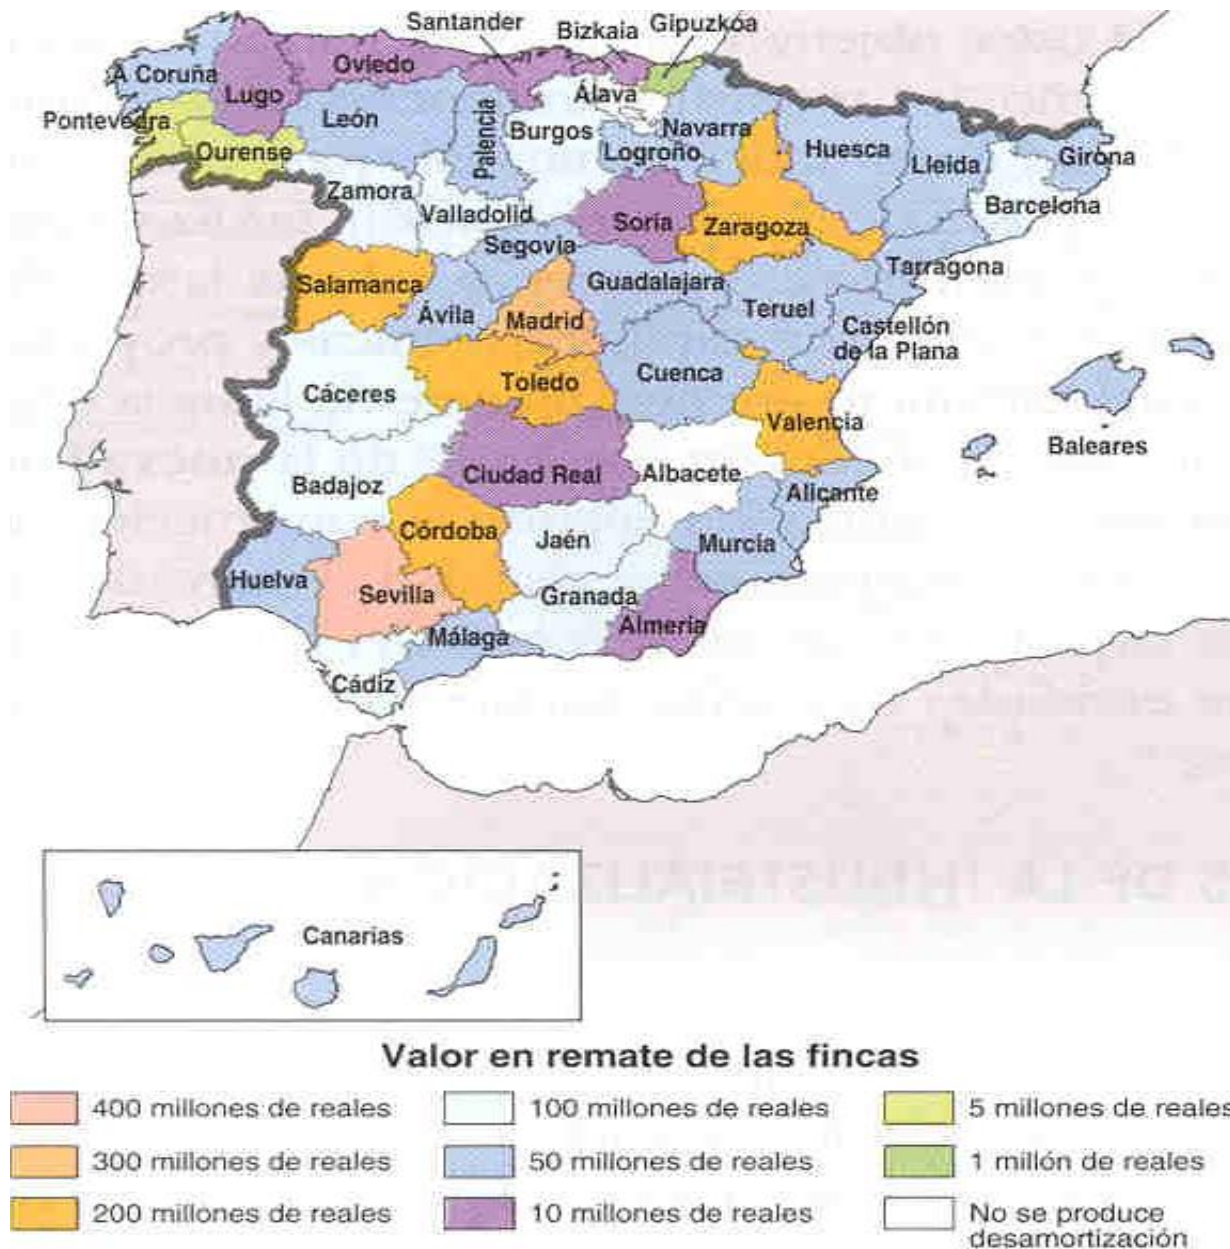 Santander
Bizkaia
Gipuzkoa
A Coruña
Lugo
Oviedo
Álava
Pontevedra
Ourense
León
Palencia
Burgos
Logroño
Navarra
Huesca
Lleida
Girona
Zamora
Valladolid
Soria
Zaragoza
Barcelona
Segovia
Salamanca
Ávila
Guadalajara
Tarragona
Madrid
Teruel
Castellón
de la Plana
Cáceres
Toledo
Cuenca
Valencia
Baleares
Badajoz
Ciudad Real
Albacete
Alicante
Córdoba
Jaén
Murcia
Huelva
Sevilla
Granada
Almería
Málaga
Cádiz
Canarias
Valor en remate de las fincas
400 millones de reales
300 millones de reales
200 millones de reales
100 millones de reales
50 millones de reales
10 millones de reales
5 millones de reales
1 millón de reales
No se produce
desamortización